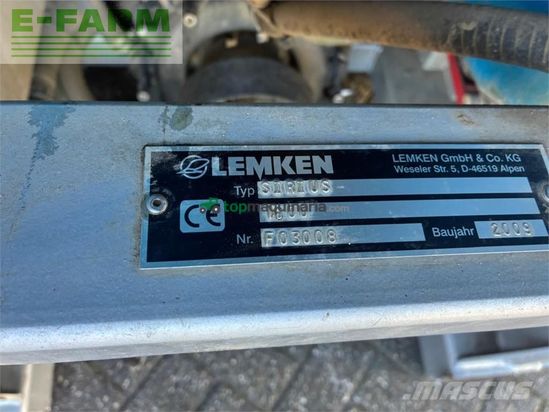 E-FARM
LEMKEN
LEMKEN GmbH & Co. KG
Weseler Str. 5, D-46519 Alpen
Typ SIRIUS
CE
topmaquinaria.com
Nr. F03008
Baujahr 2009
MASCUS